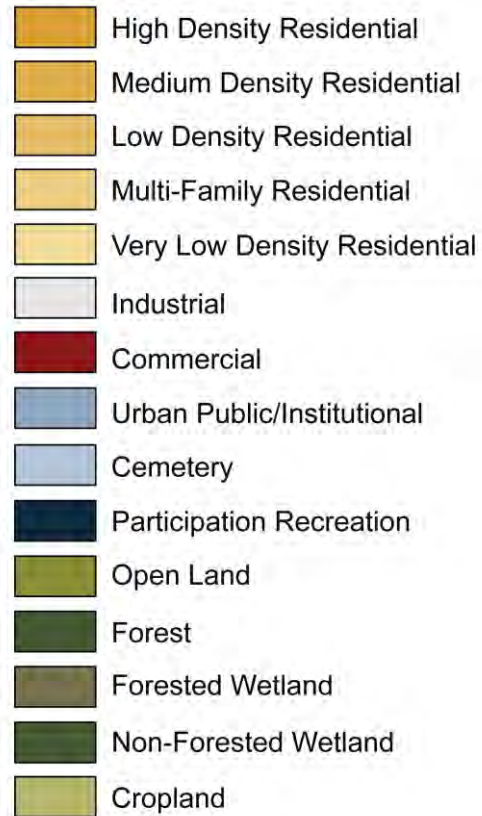 High Density Residential
Medium Density Residential
Low Density Residential
Multi-Family Residential
Very Low Density Residential
Industrial
Commercial
Urban Public/Institutional
Cemetery
Participation Recreation
Open Land
Forest
Forested Wetland
Non-Forested Wetland
Cropland